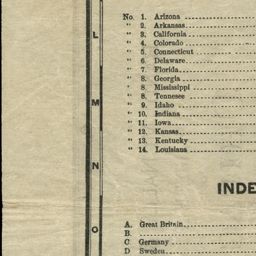 No. 1. Arizona
" 2. Arkansas
" 3. California
" 4. Colorado
" 5. Connecticut
" 6. Delaware
" 7. Florida
" 8. Georgia
" 8. Mississippi
" 8. Tennesee
" 9. Idaho
" 10. Indiana
" 11. Iowa
" 12. Kansas
" 13. Kentucky
" 14. Louisiana
L
M
N
O
INDE
A. Great Britain
B.
C Germany
D Sweden